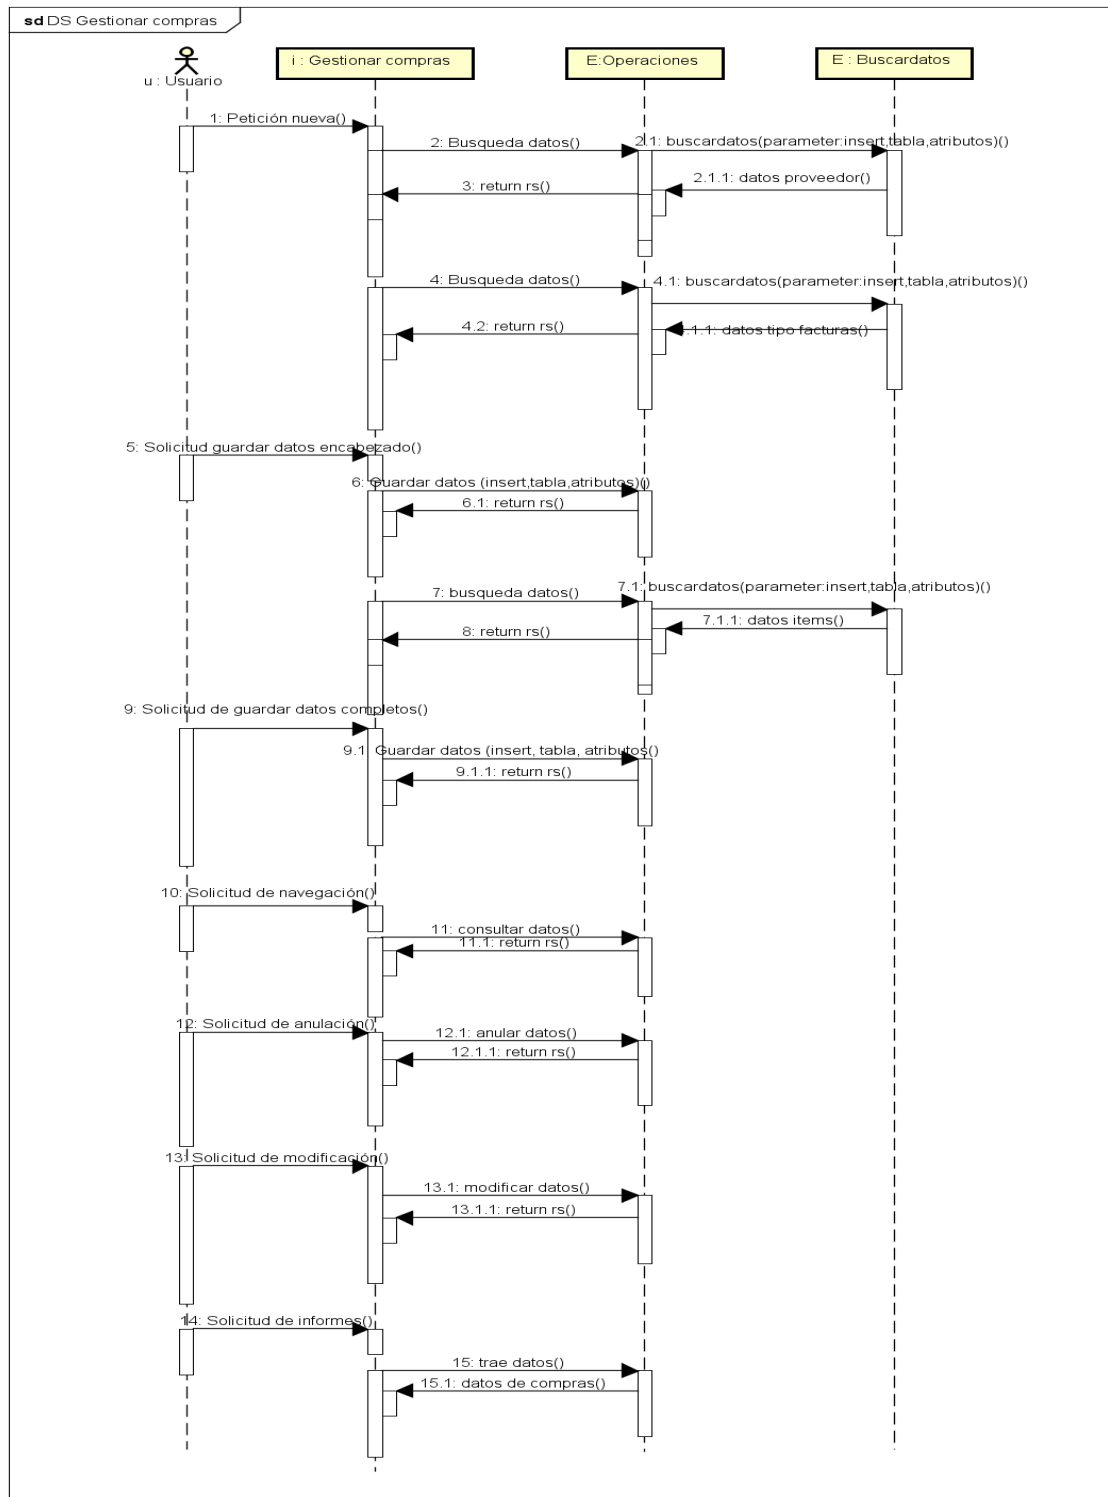 sd DS Gestionar compras
u : Usuario
i : Gestionar compras
E:Operaciones
E : Buscardatos
1: Petición nueva()
2: Busqueda datos()
2.1: buscardatos(parameter:insert,tabla,atributos)()
3: return rs()
2.1.1: datos proveedor()
4: Busqueda datos()
4.1: buscardatos(parameter:insert,tabla,atributos)()
4.2: return rs()
.1.1: datos tipo facturas()
5: Solicitud guardar datos encabezado()
6: Guardar datos (insert,tabla,atributos)()
6.1: return rs()
7: busqueda datos()
7.1: buscardatos(parameter:insert,tabla,atributos)()
8: return rs()
7.1.1: datos items()
9: Solicitud de guardar datos completos()
9.1 Guardar datos (insert, tabla, atributos()
9.1.1: return rs()
10: Solicitud de navegación()
11: consultar datos()
11.1: return rs()
12: Solicitud de anulación()
12.1: anular datos()
12.1.1: return rs()
13: Solicitud de modificación()
13.1: modificar datos()
13.1.1: return rs()
14: Solicitud de informes()
15: trae datos()
15.1: datos de compras()